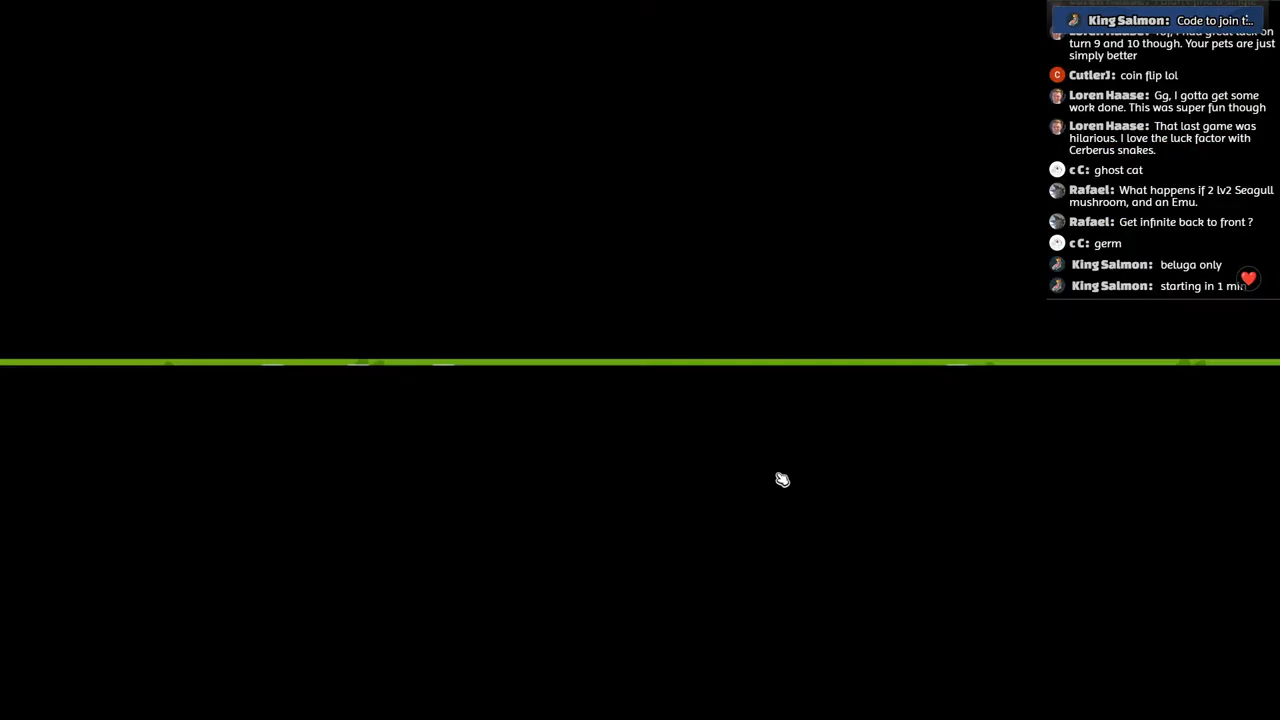 King Salmon: Code to join t...
turn 9 and 10 though. Your pets are just
simply better
CutlerJ: coin flip lol
Loren Haase: Gg, I gotta get some
work done. This was super fun though
Loren Haase: That last game was
hilarious. I love the luck factor with
Cerberus snakes.
c C: ghost cat
Rafael: What happens if 2 lv2 Seagull
mushroom, and an Emu.
Rafael: Get infinite back to front ?
c C: germ
King Salmon: beluga only
King Salmon: starting in 1 min
C